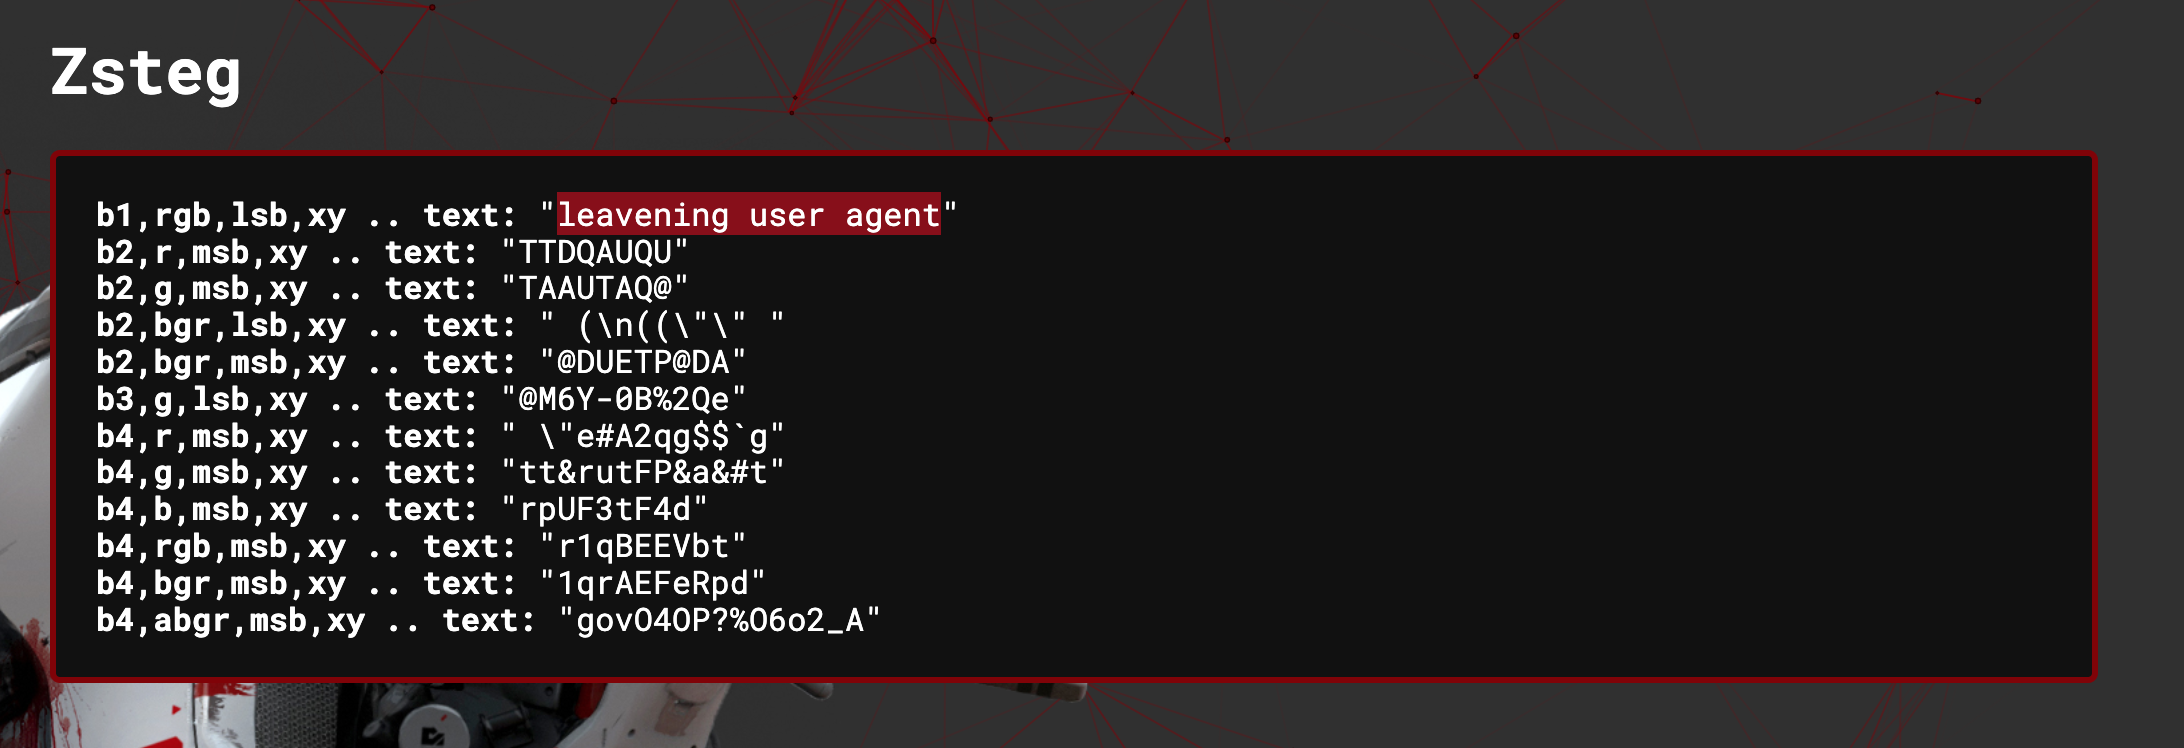 Zsteg
b1,rgb,lsb,xy .. text: "leavening user agent"
b2,r,msb,xy .. text: "TTDQAUQU"
b2,g,msb,xy .. text: "TAAUTAQ@"
b2,bgr,lsb,xy .. text: " (\n((\"\" "
b2,bgr,msb,xy .. text: "@DUETP@DA"
b3,g,lsb,xy .. text: "@M6Y-0B%2Qe"
b4,r,msb,xy .. text: " \"e#A2qg$$`g"
b4,g,msb,xy .. text: "tt&rutFP&a&#t"
b4,b,msb,xy .. text: "rpUF3tF4d"
b4,rgb,msb,xy .. text: "r1qBEEVbt"
b4,bgr,msb,xy .. text: "1qrAEFeRpd"
b4,abgr,msb,xy .. text: "govO4OP?%O6o2_A"